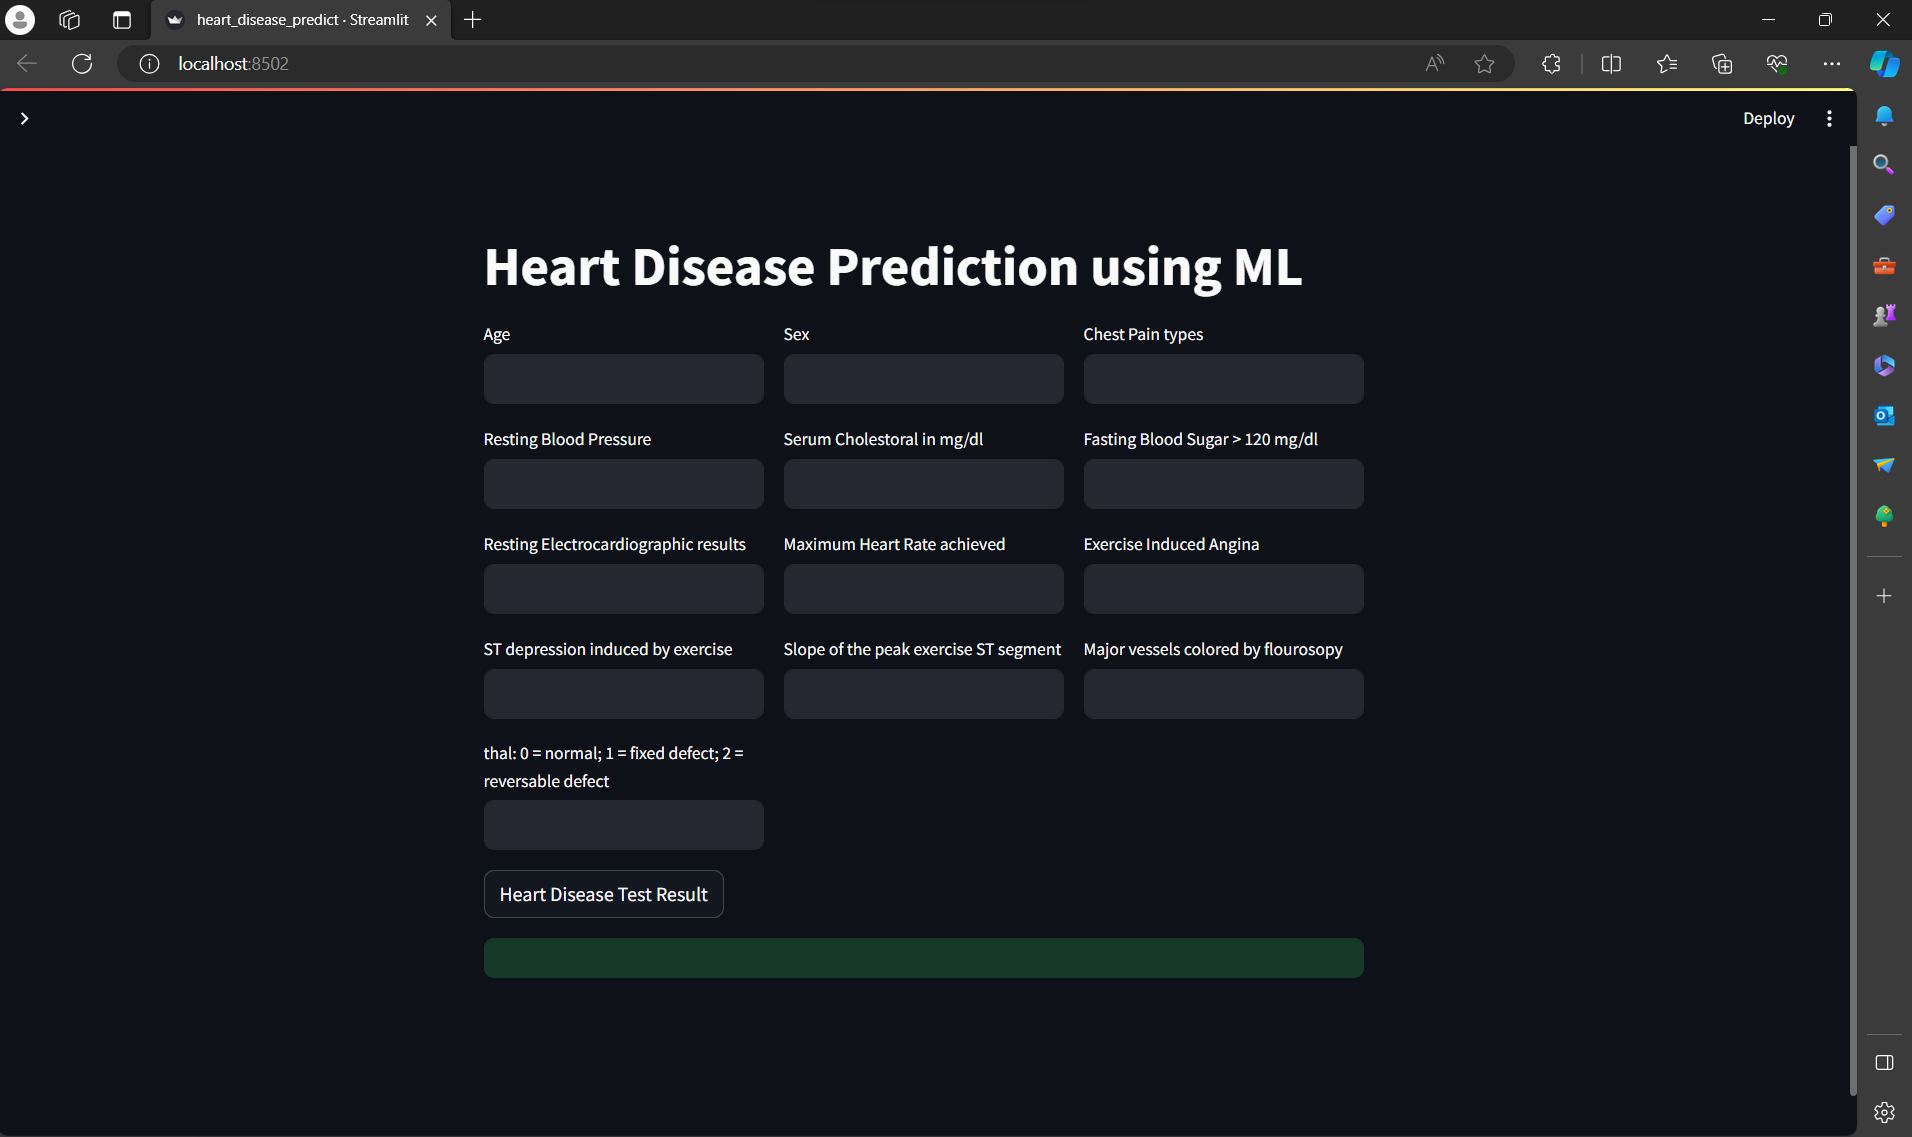 heart_disease_predict · Streamlit
localhost:8502
Deploy
Heart Disease Prediction using ML
Age
Sex
Chest Pain types
Resting Blood Pressure
Serum Cholestoral in mg/dl
Fasting Blood Sugar > 120 mg/dl
Resting Electrocardiographic results
Maximum Heart Rate achieved
Exercise Induced Angina
ST depression induced by exercise
Slope of the peak exercise ST segment
Major vessels colored by flourosopy
thal: 0 = normal; 1 = fixed defect; 2 =
reversable defect
Heart Disease Test Result